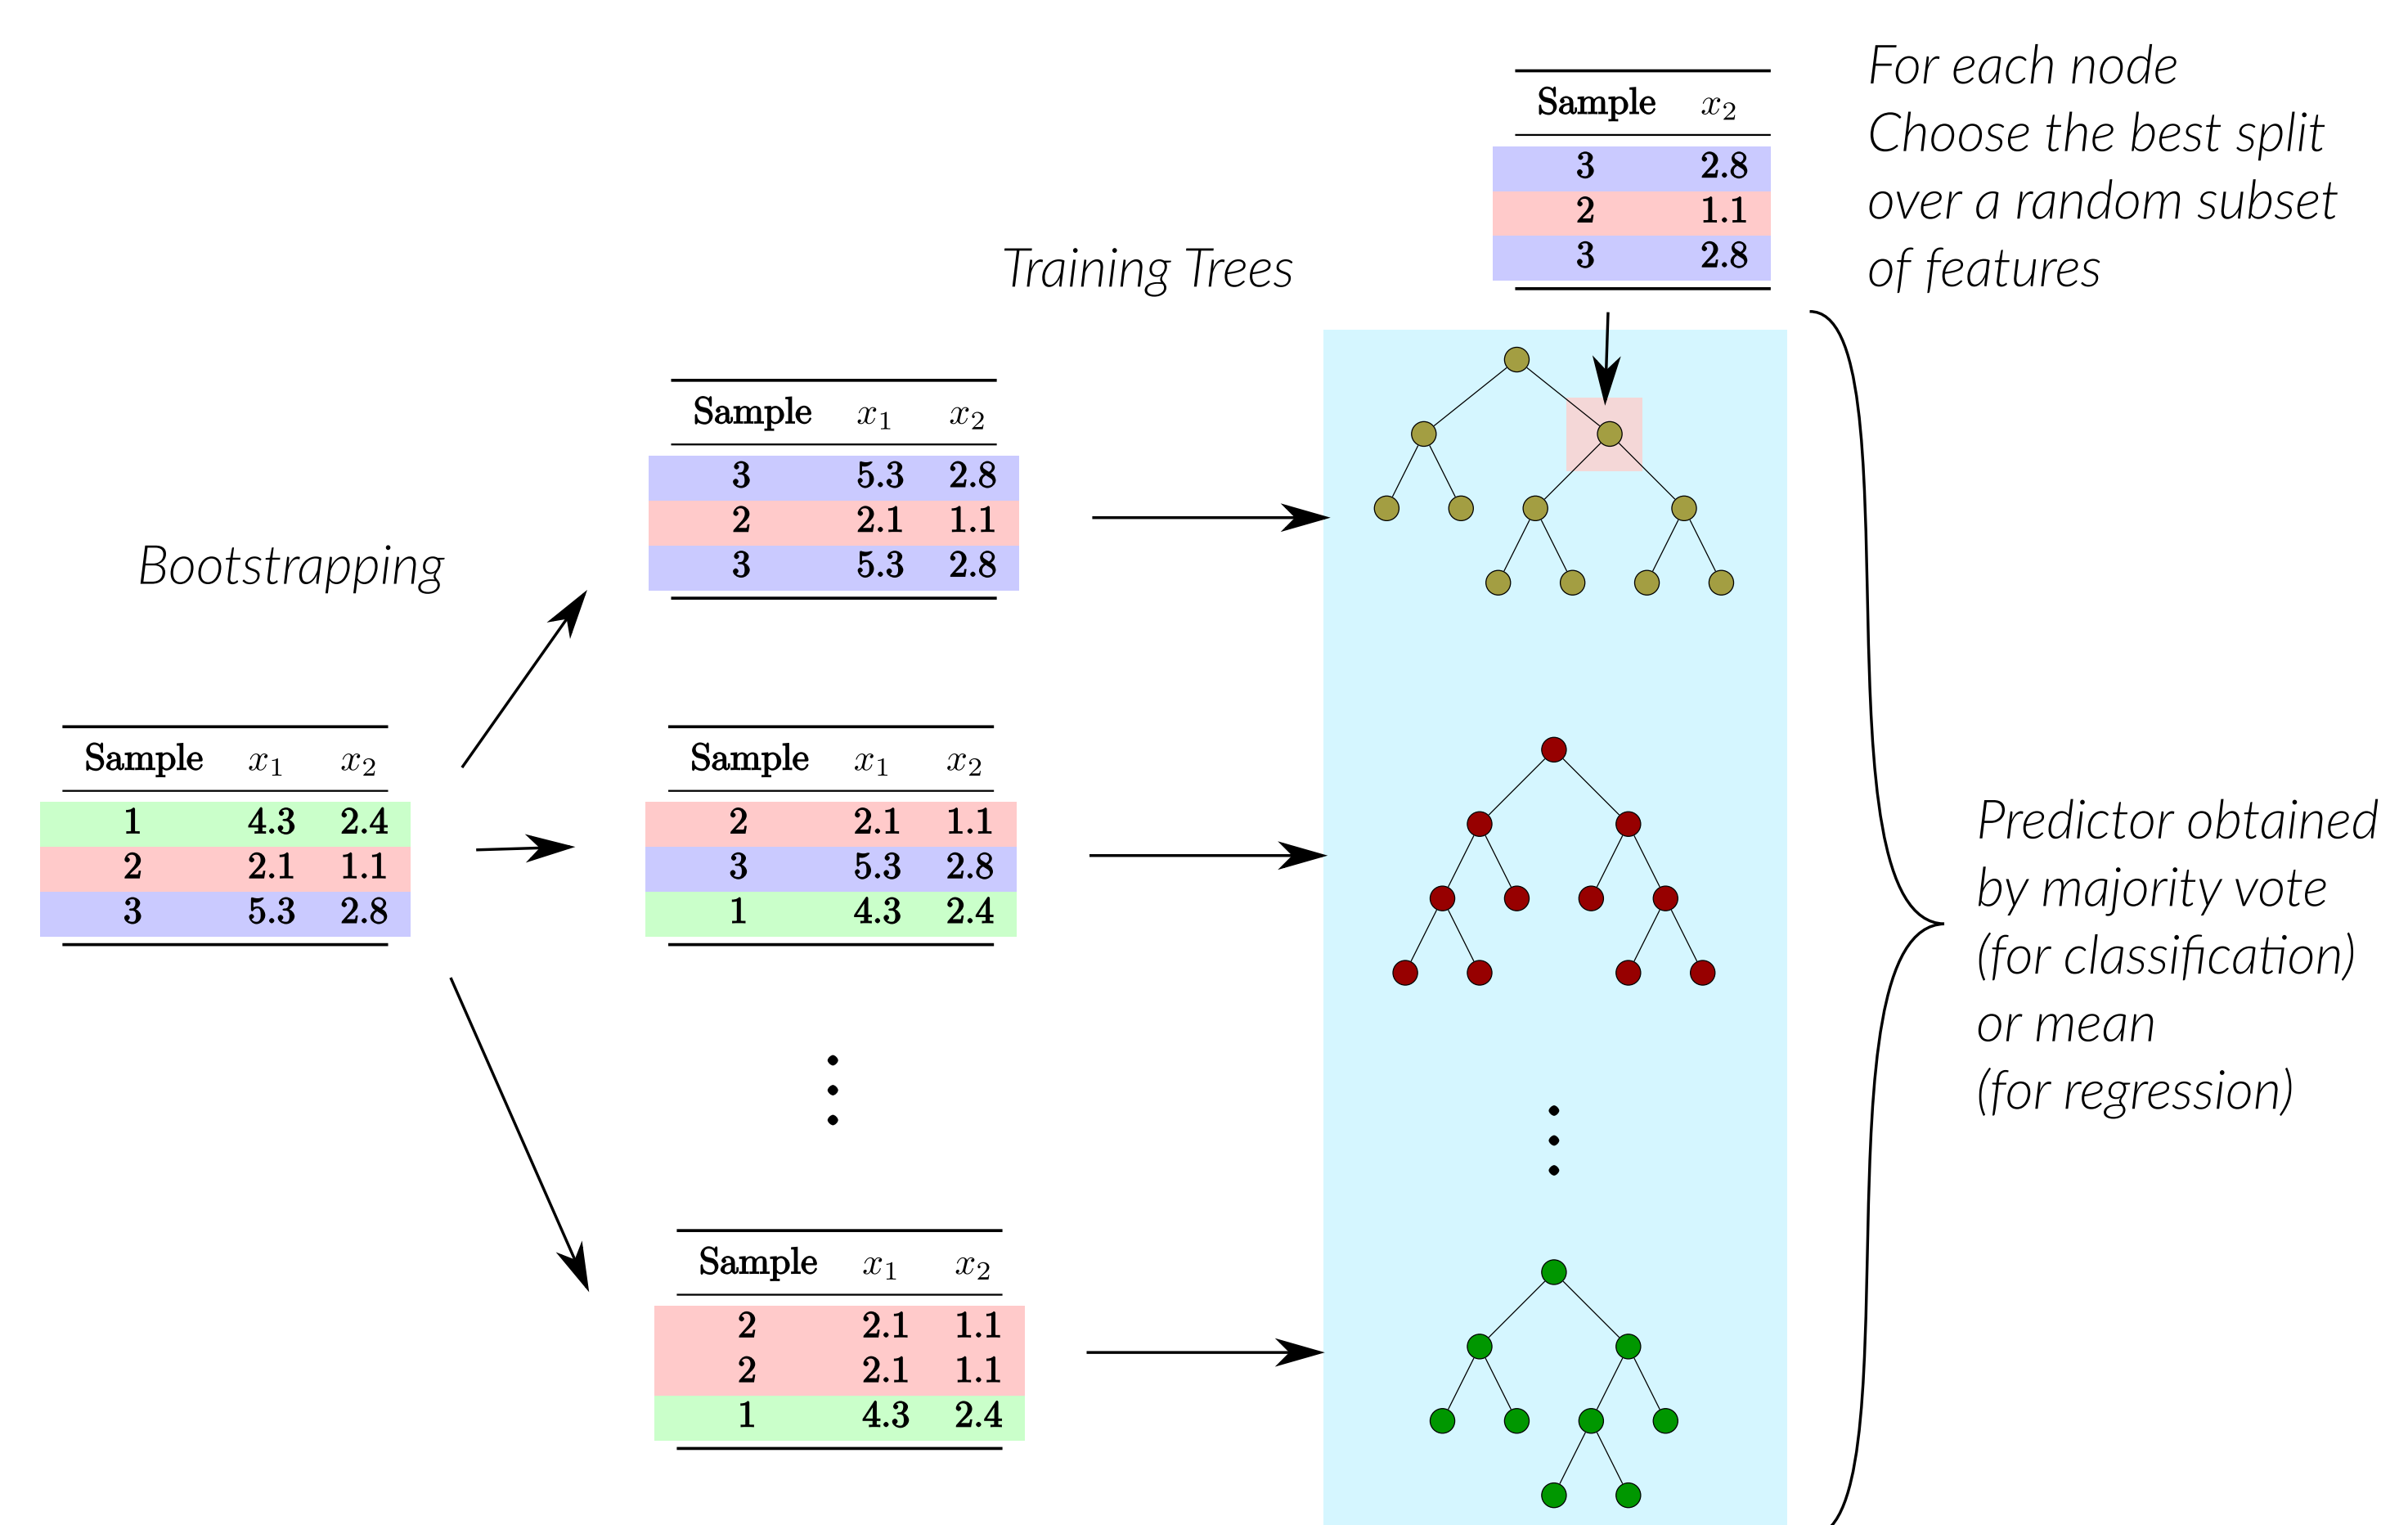 Sample x2
3 2.8
2 1.1
3 2.8
For each node
Choose the best split
over a random subset
of features
Training Trees
Sample x1 x2
3 5.3 2.8
2 2.1 1.1
3 5.3 2.8
Bootstrapping
Sample x1 x2
1 4.3 2.4
2 2.1 1.1
3 5.3 2.8
Sample x1 x2
2 2.1 1.1
3 5.3 2.8
1 4.3 2.4
Sample x1 x2
2 2.1 1.1
2 2.1 1.1
1 4.3 2.4
Predictor obtained
by majority vote
(for classification)
or mean
(for regression)